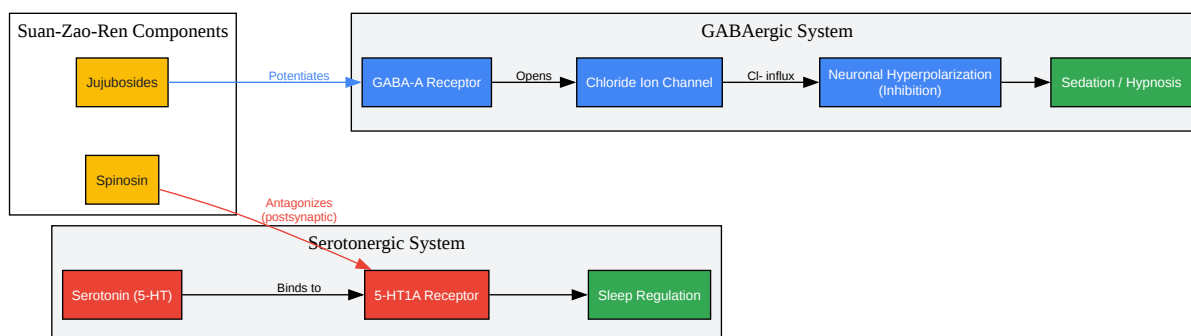 Suan-Zao-Ren Components
Jujubosides
Spinosin
Potentiates
GABAergic System
GABA-A Receptor
Opens
Chloride Ion Channel
Cl- influx
Neuronal Hyperpolarization
(Inhibition)
Sedation / Hypnosis
Antagonizes
(postsynaptic)
Serotonergic System
Serotonin (5-HT)
Binds to
5-HT1A Receptor
Sleep Regulation